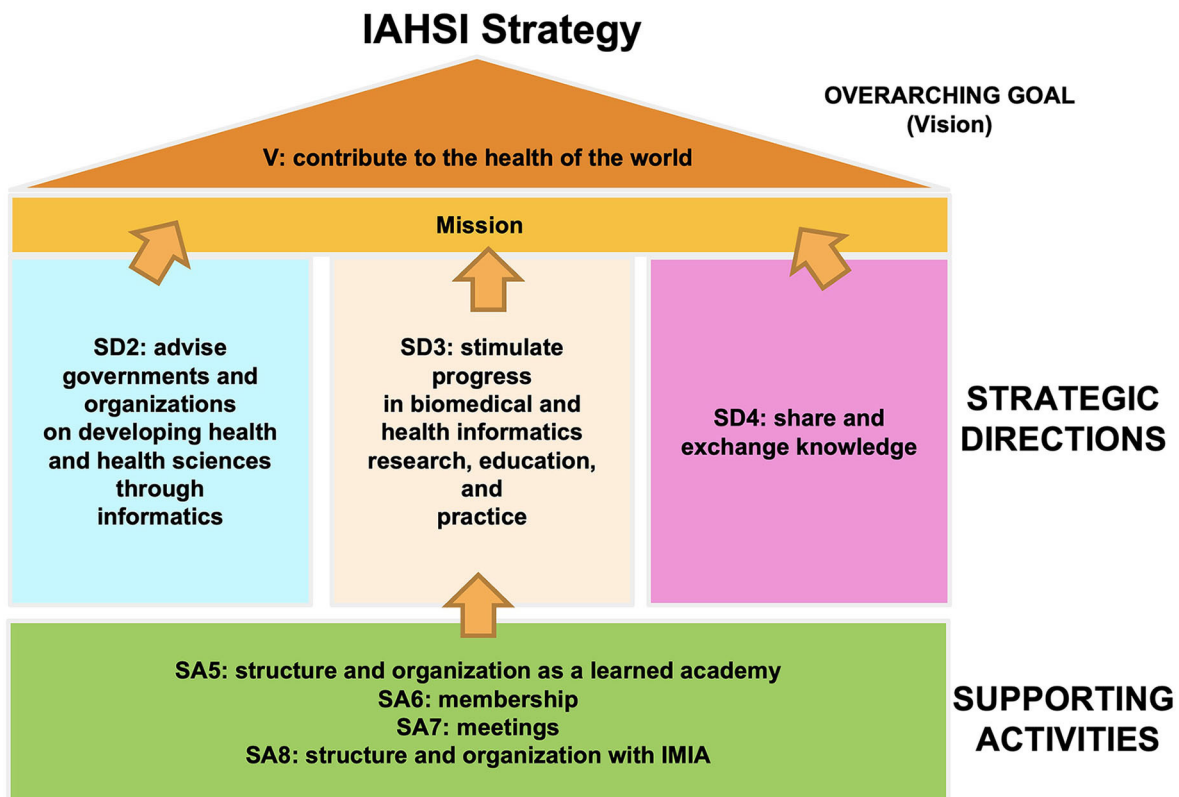 IAHSI Strategy
OVERARCHING GOAL
(Vision)
V: contribute to the health of the world
Mission
SD2: advise
governments and
organizations
on developing health
and health sciences
through
informatics
SD3: stimulate
progress
in biomedical and
health informatics
research, education,
and
practice
SD4: share and
exchange knowledge
STRATEGIC
DIRECTIONS
SA5: structure and organization as a learned academy
SA6: membership
SA7: meetings
SA8: structure and organization with IMIA
SUPPORTING
ACTIVITIES